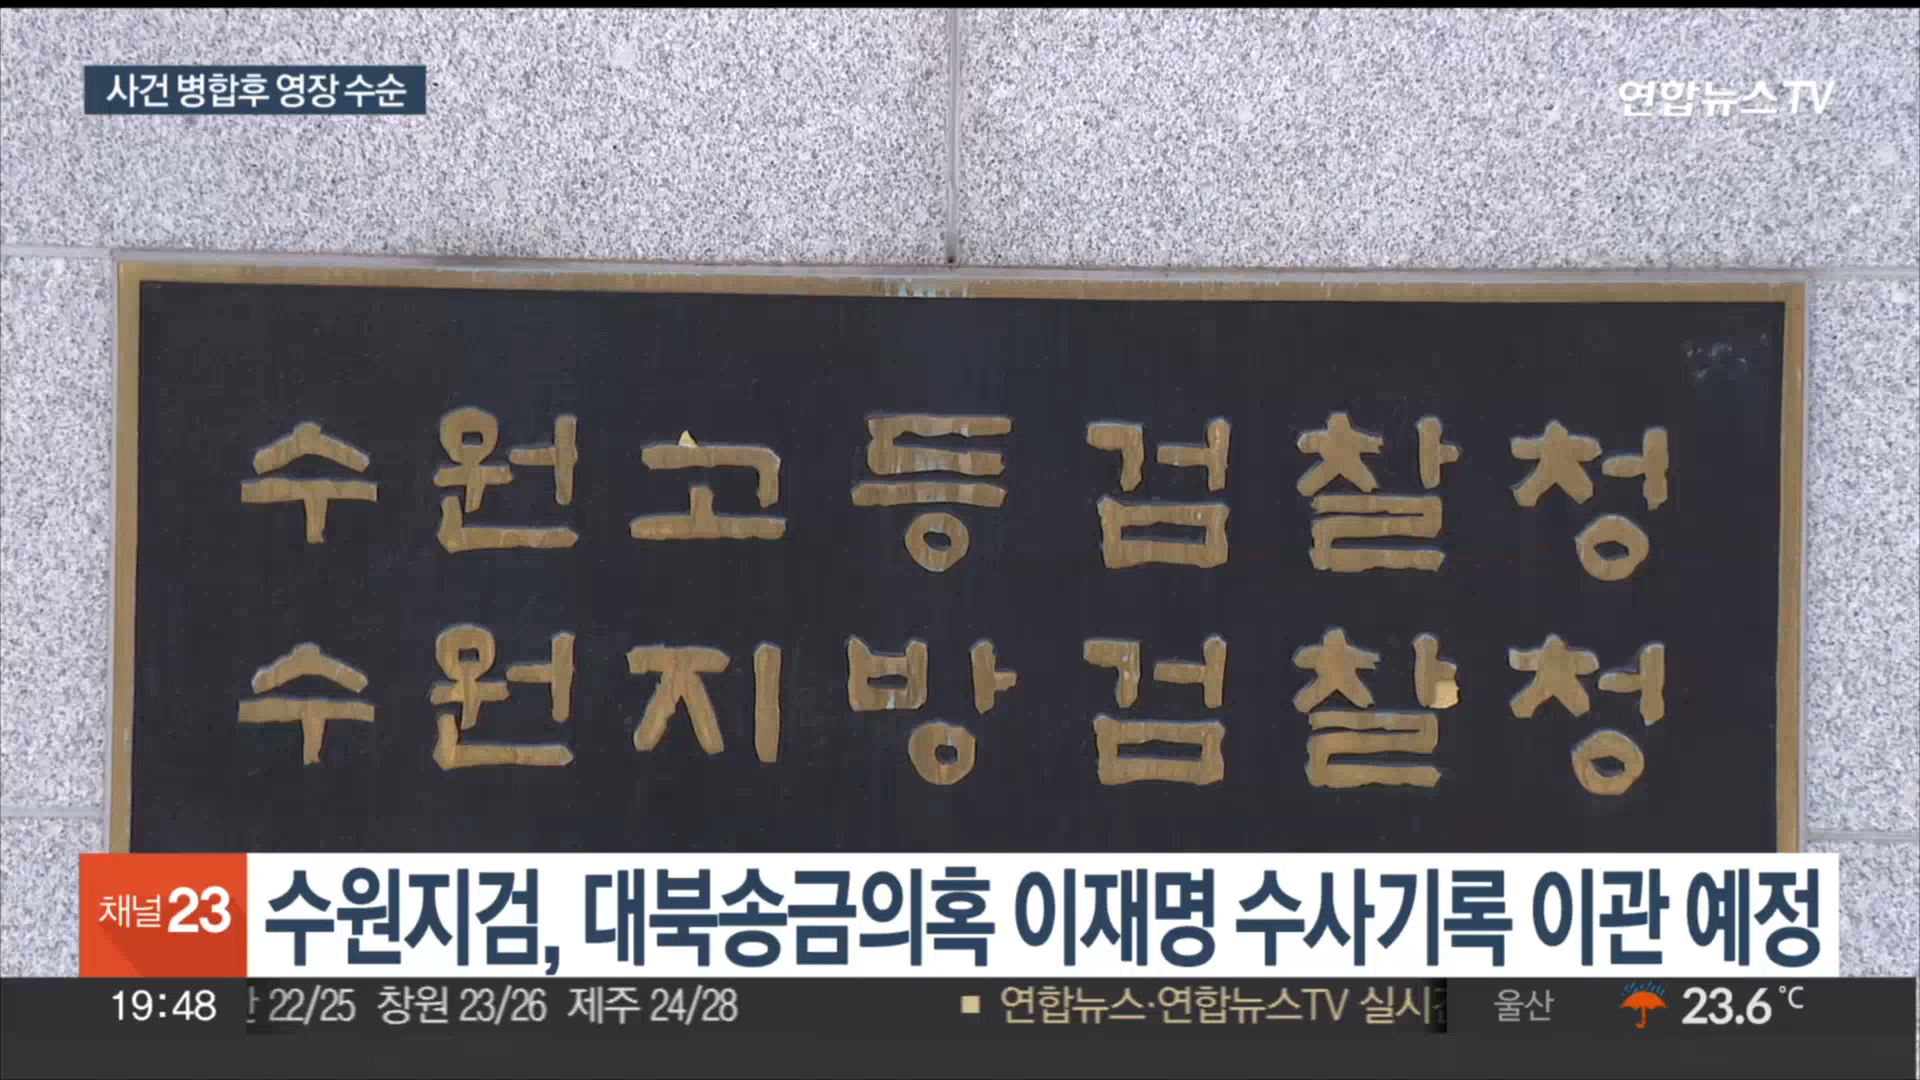 사건 병합후 영장 수순
연합뉴스TV
수원고등검찰청
수원지방검찰청
채널23
수원지검, 대북송금의혹 이재명 수사기록 이관 예정
19:48
22/25 창원 23/26 제주 24/28
■ 연합뉴스·연합뉴스TV 실시
울산
23.6℃